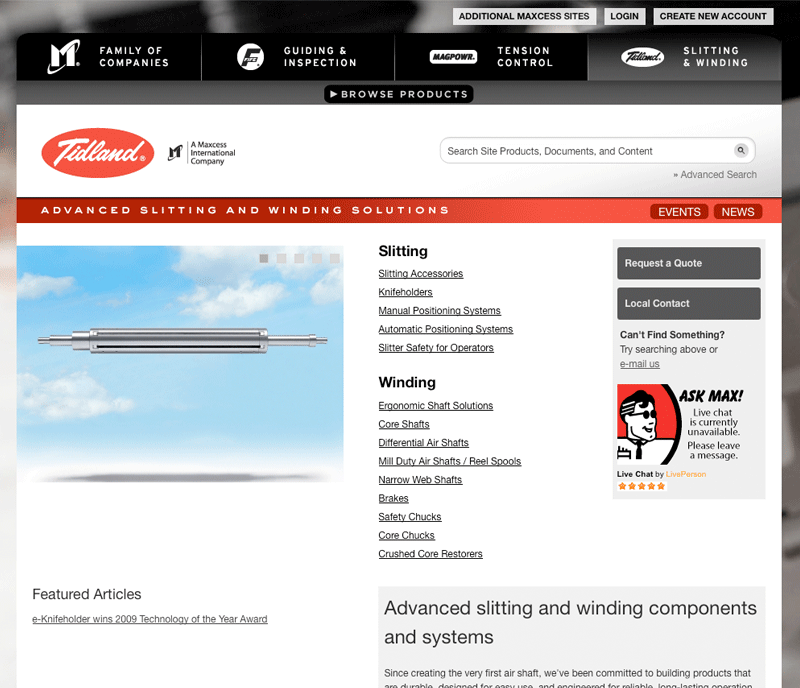 ADDITIONAL MAXCESS SITES
LOGIN
CREATE NEW ACCOUNT
FAMILY OF
COMPANIES
FIFE
GUIDING &
INSPECTION
MAGPOWR.
TENSION
CONTROL
Tidland.
SLITTING
& WINDING
BROWSE PRODUCTS
Tidland®
A Maxcess
International
Company
Search Site Products, Documents, and Content
» Advanced Search
ADVANCED SLITTING AND WINDING SOLUTIONS
EVENTS
NEWS
Slitting
Slitting Accessories
Knifeholders
Manual Positioning Systems
Automatic Positioning Systems
Slitter Safety for Operators
Winding
Ergonomic Shaft Solutions
Core Shafts
Differential Air Shafts
Mill Duty Air Shafts / Reel Spools
Narrow Web Shafts
Brakes
Safety Chucks
Core Chucks
Crushed Core Restorers
Request a Quote
Local Contact
Can't Find Something?
Try searching above or
e-mail us
ASK MAX!
Live chat
is currently
unavailable.
Please leave
a message.
Live Chat by LivePerson
Featured Articles
e-Knifeholder wins 2009 Technology of the Year Award
Advanced slitting and winding components
and systems
Since creating the very first air shaft, we've been committed to building products that
are durable, designed for easy use, and engineered for reliable, long-lasting operation